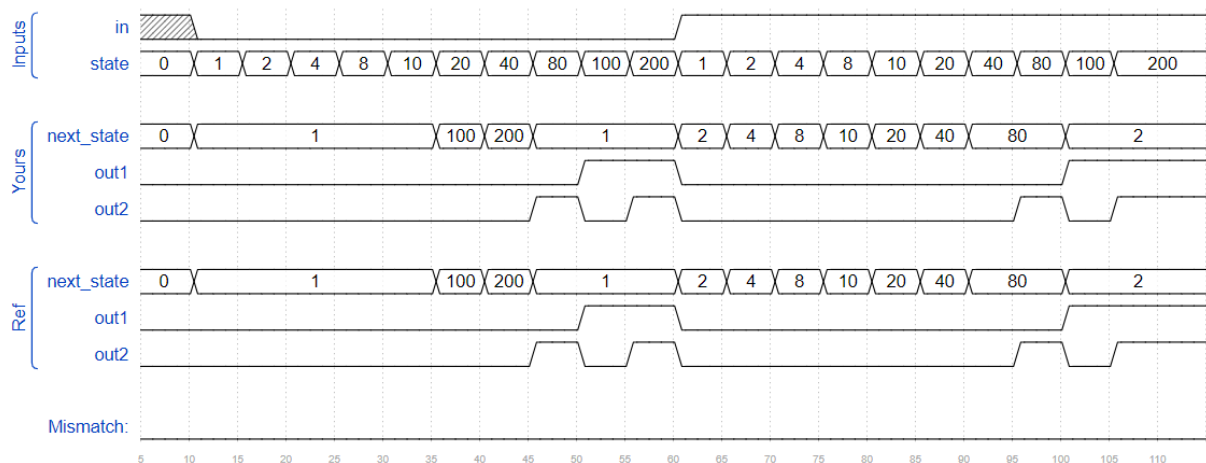 Inputs
in
state 0 1 2 4 8 10 20 40 80 100 200 1 2 4 8 10 20 40 80 100 200
Yours
next_state 0 1 100 200 1 2 4 8 10 20 40 80 2
out1
out2
Ref
next_state 0 1 100 200 1 2 4 8 10 20 40 80 2
out1
out2
Mismatch:
5 10 15 20 25 30 35 40 45 50 55 60 65 70 75 80 85 90 95 100 105 110